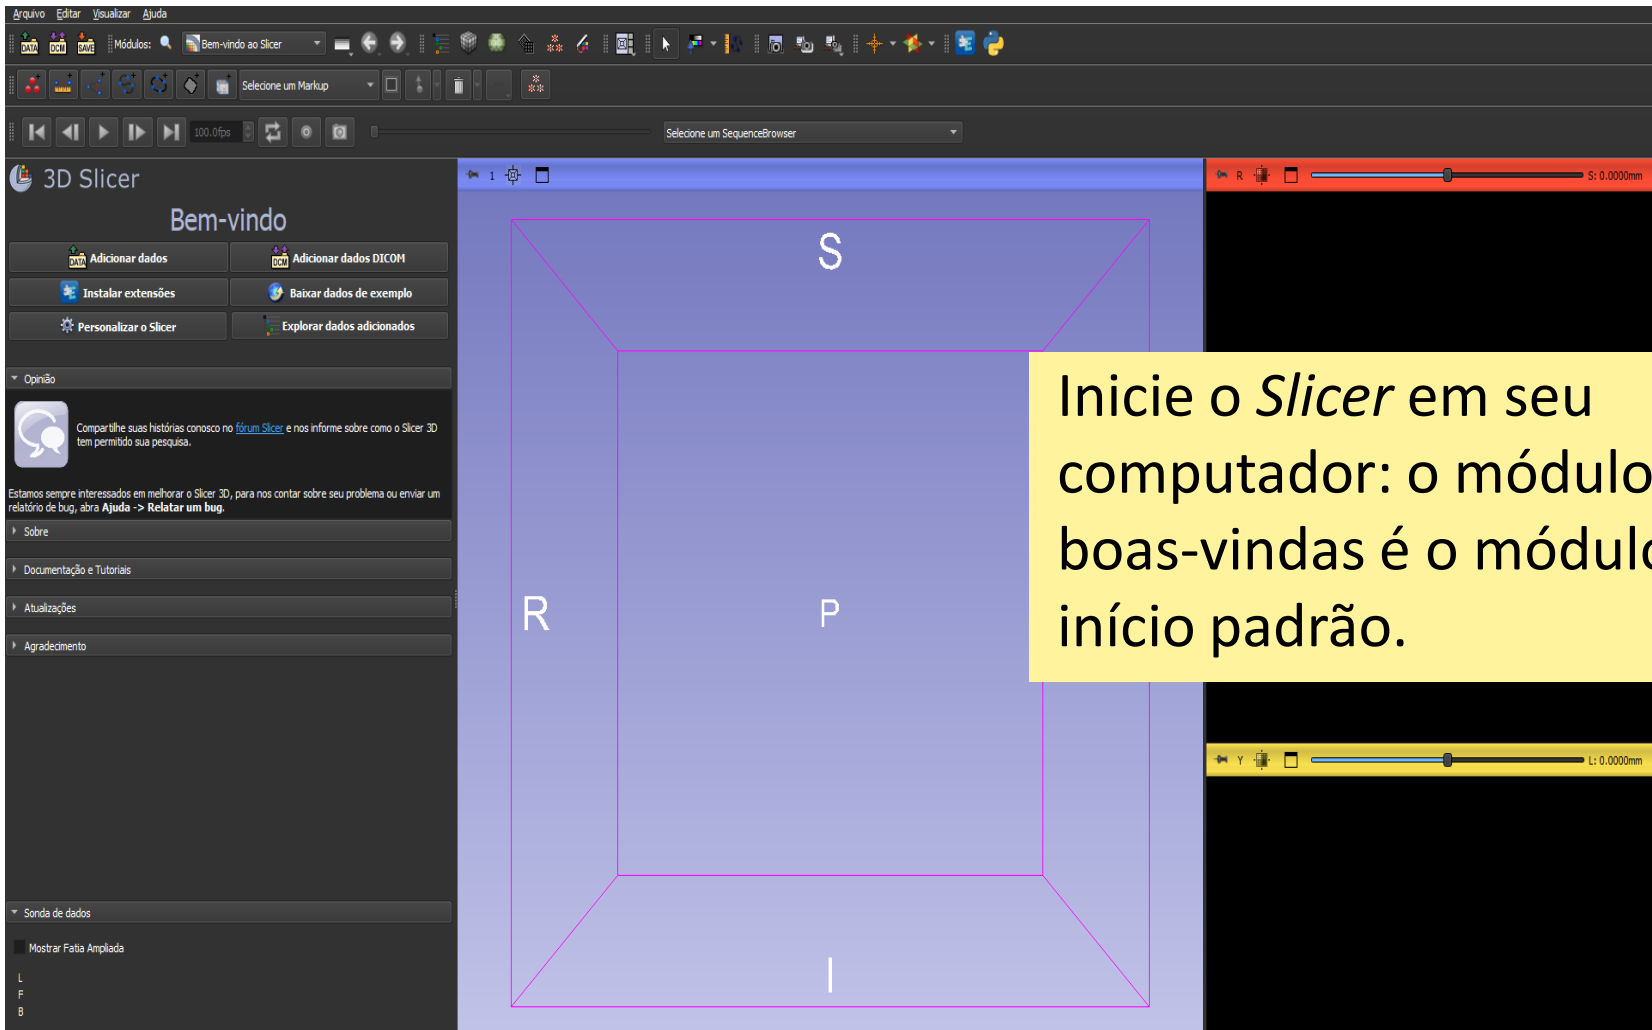 Arquivo Editar Visualizar Ajuda
DATA DCM SAVE Módulos: Bem-vindo ao Slicer
Selecione um Markup
100.0fps Selecione um SequenceBrowser
3D Slicer
1
R S: 0.0000mm
Bem-vindo
Adicionar dados Adicionar dados DICOM
Instalar extensões Baixar dados de exemplo
Personalizar o Slicer Explorar dados adicionados
Opinião
Compartilhe suas histórias conosco no fórum Slicer e nos informe sobre como o Slicer 3D
tem permitido sua pesquisa.
Estamos sempre interessados em melhorar o Slicer 3D, para nos contar sobre seu problema ou enviar um
relatório de bug, abra Ajuda -> Relatar um bug.
Sobre
Documentação e Tutoriais
Atualizações
Agradecimento
Sonda de dados
Mostrar Fatia Ampliada
L
F
B
S
R P
I
Inicie o Slicer em seu
computador: o módulo
boas-vindas é o módulo
início padrão.
Y L: 0.0000mm